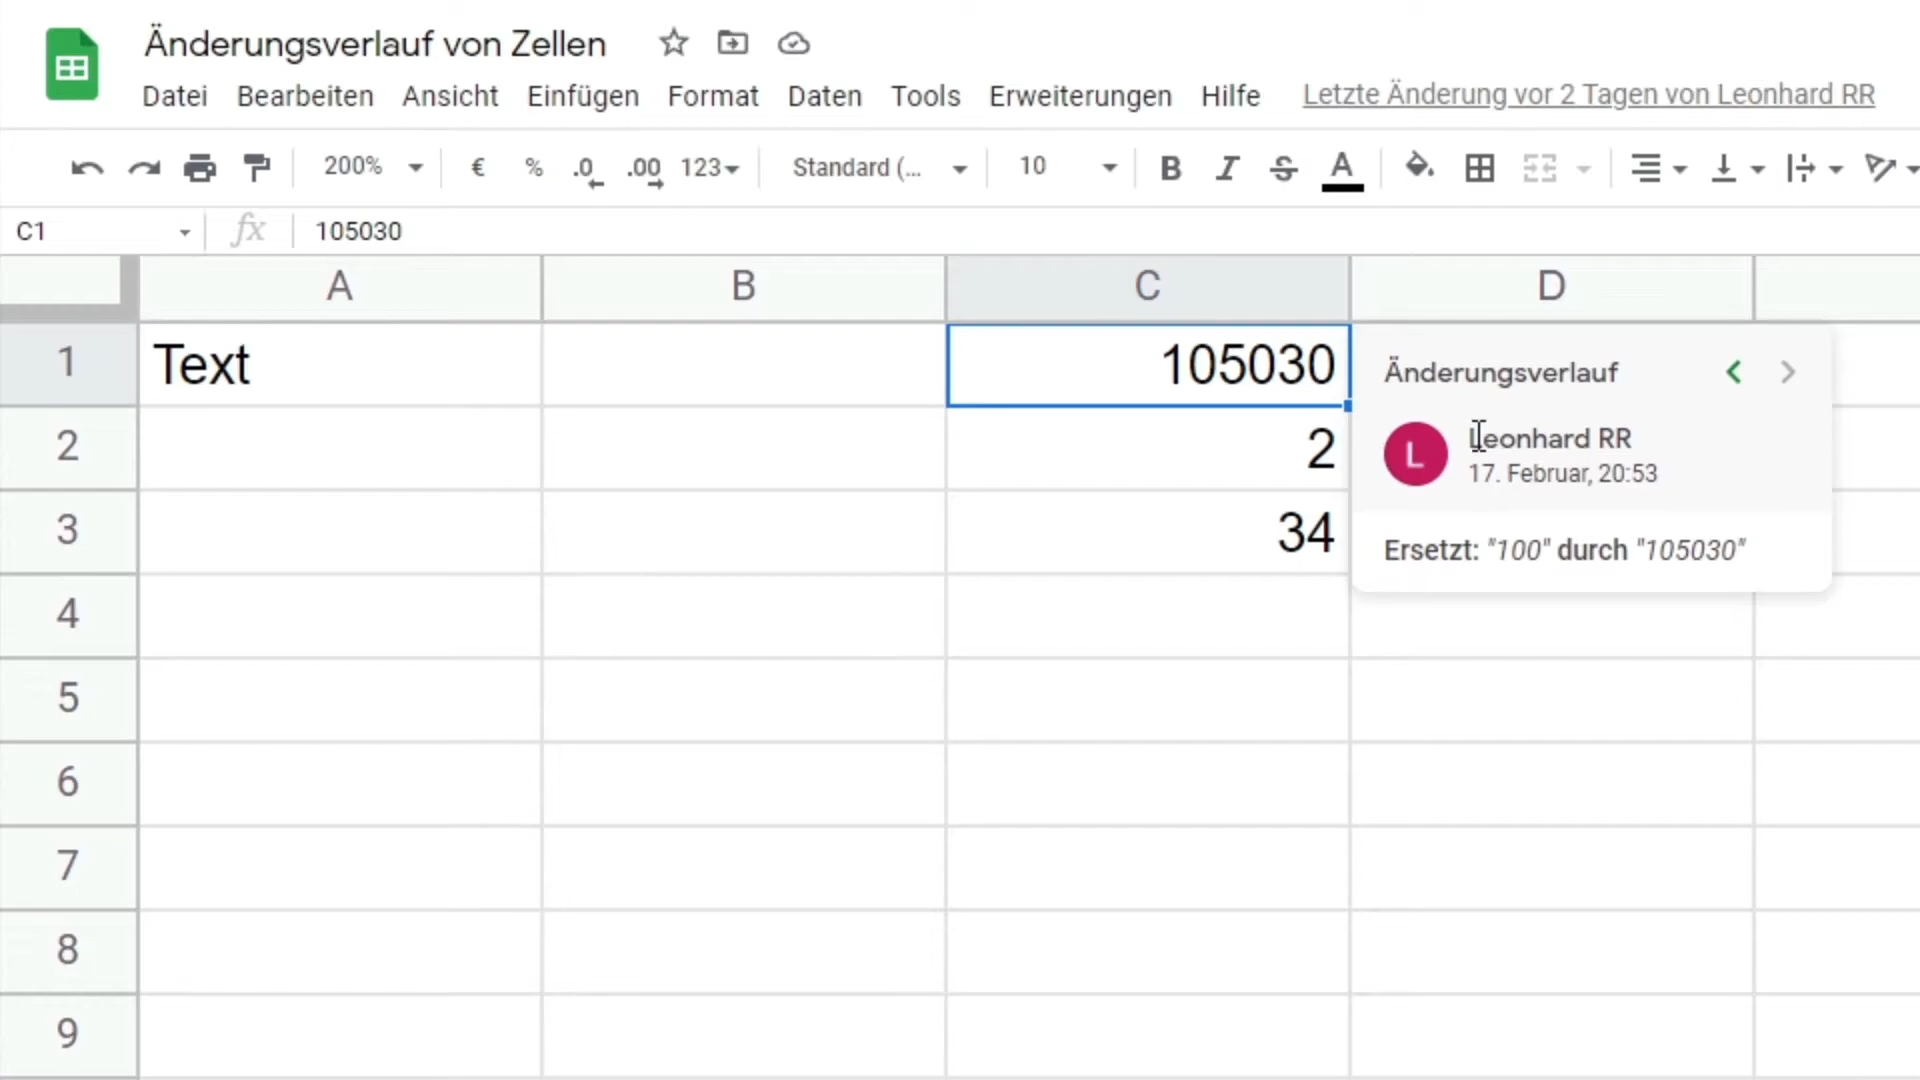 Änderungsverlauf von Zellen
Datei Bearbeiten Ansicht Einfügen Format Daten Tools Erweiterungen Hilfe Letzte Änderung vor 2 Tagen von Leonhard RR
200% € % .0 .00 123 Standard (... 10 B I S A
C1 fx 105030
A B C D
1 Text 105030
Änderungsverlauf
2 2
L Leonhard RR
17. Februar, 20:53
3 34
Ersetzt: "100" durch "105030"
4
5
6
7
8
9